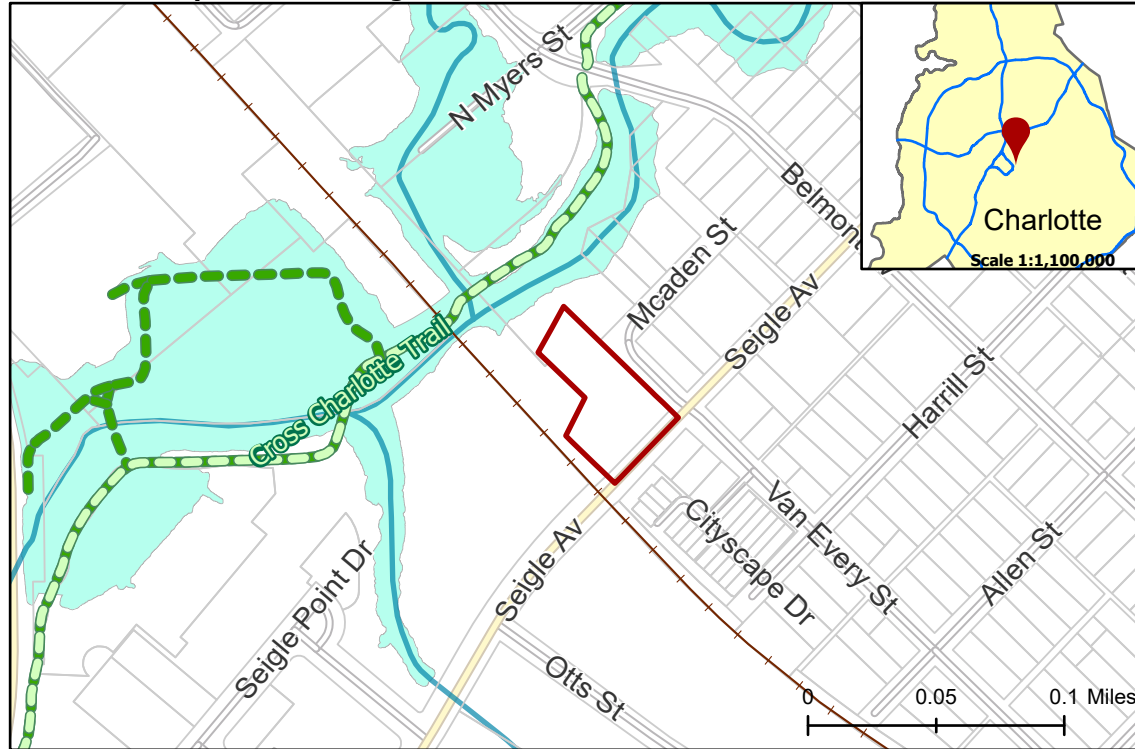 N Myers St
Belmont
Mcaden St
Seigle Av
Harrill St
Cross Charlotte Trail
Van Every St
Cityscape Dr
Allen St
Seigle Av
Seigle Point Dr
Otts St
Charlotte
Scale 1:1,100,000
0 0.05 0.1 Miles